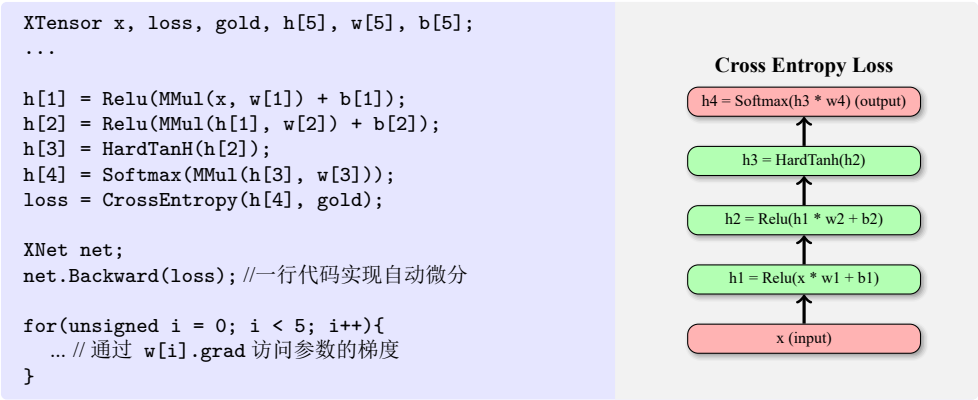 XTensor x, loss, gold, h[5], w[5], b[5];
...
h[1] = Relu(MMul(x, w[1]) + b[1]);
h[2] = Relu(MMul(h[1], w[2]) + b[2]);
h[3] = HardTanH(h[2]);
h[4] = Softmax(MMul(h[3], w[3]));
loss = CrossEntropy(h[4], gold);
XNet net;
net.Backward(loss); //一行代码实现自动微分
for(unsigned i = 0; i < 5; i++){
... // 通过 w[i].grad 访问参数的梯度
}
Cross Entropy Loss
h4 = Softmax(h3 * w4) (output)
h3 = HardTanh(h2)
h2 = Relu(h1 * w2 + b2)
h1 = Relu(x * w1 + b1)
x (input)